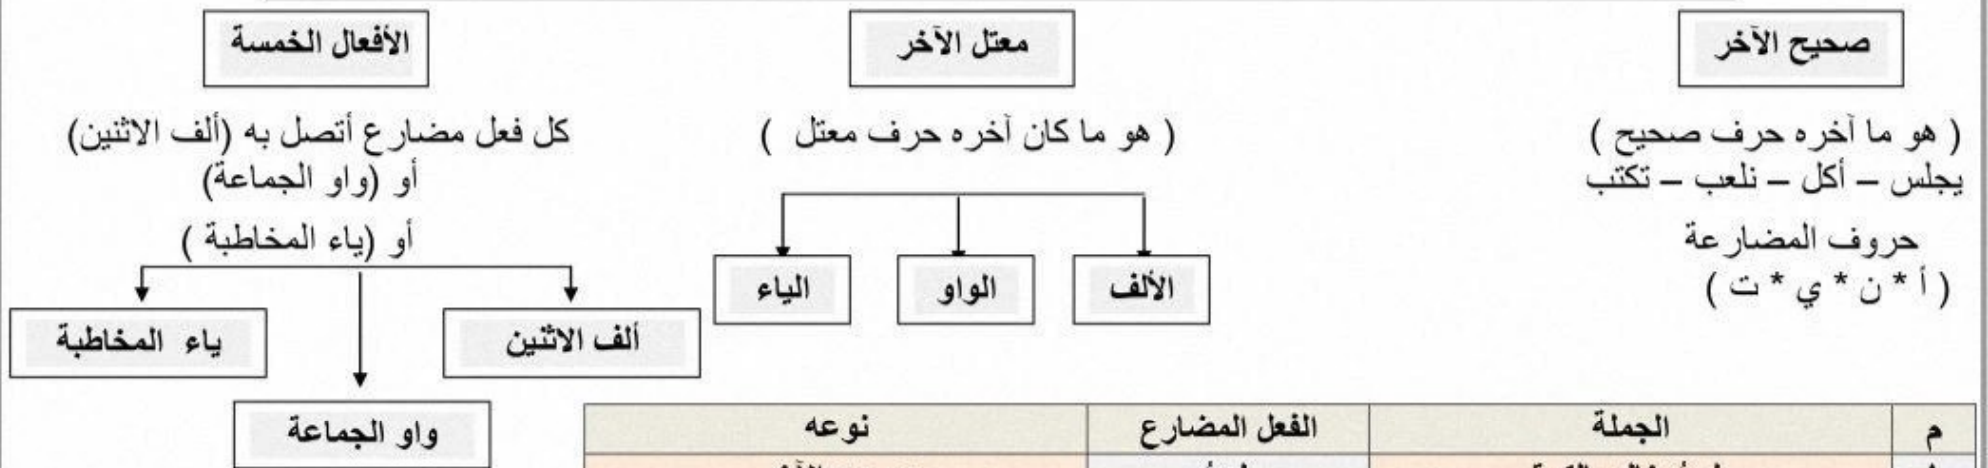 صحيح الآخر
( هو ما آخره حرف صحيح )
يجلس – أكل – نلعب – تكتب
حروف المضارعة
( أ * ن * ي * ت )
معتل الآخر
( هو ما كان آخره حرف معتل )
الألف
الواو
الياء
الأفعال الخمسة
كل فعل مضارع أتصل به (ألف الاثنين)
أو (واو الجماعة)
أو (ياء المخاطبة )
ألف الاثنين
ياء المخاطبة
واو الجماعة
م الجملة الفعل المضارع نوعه